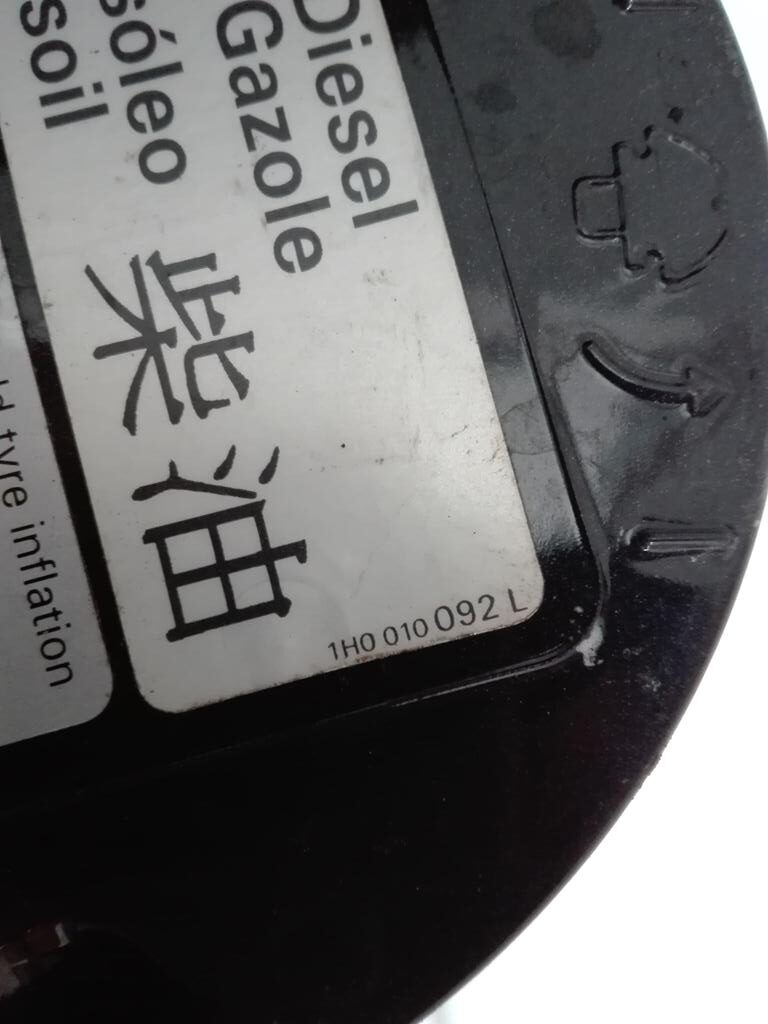 Diesel
Gazole
sóleo
soil
柴油
1H0 010 092 L
tyre inflation